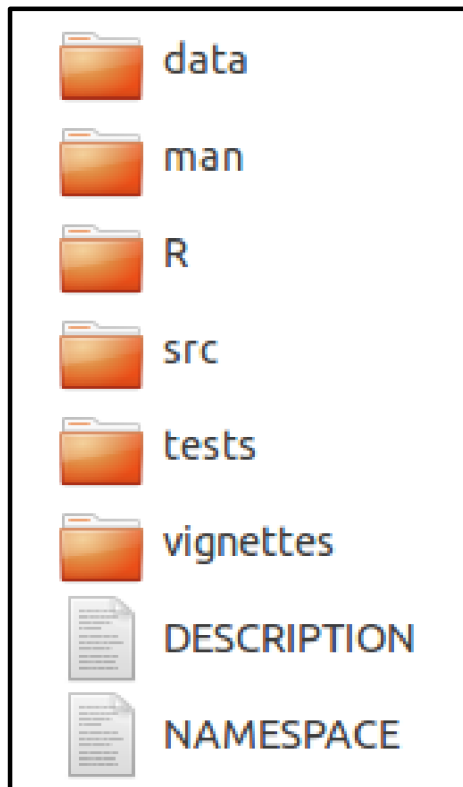 data
man
R
src
tests
vignettes
DESCRIPTION
NAMESPACE